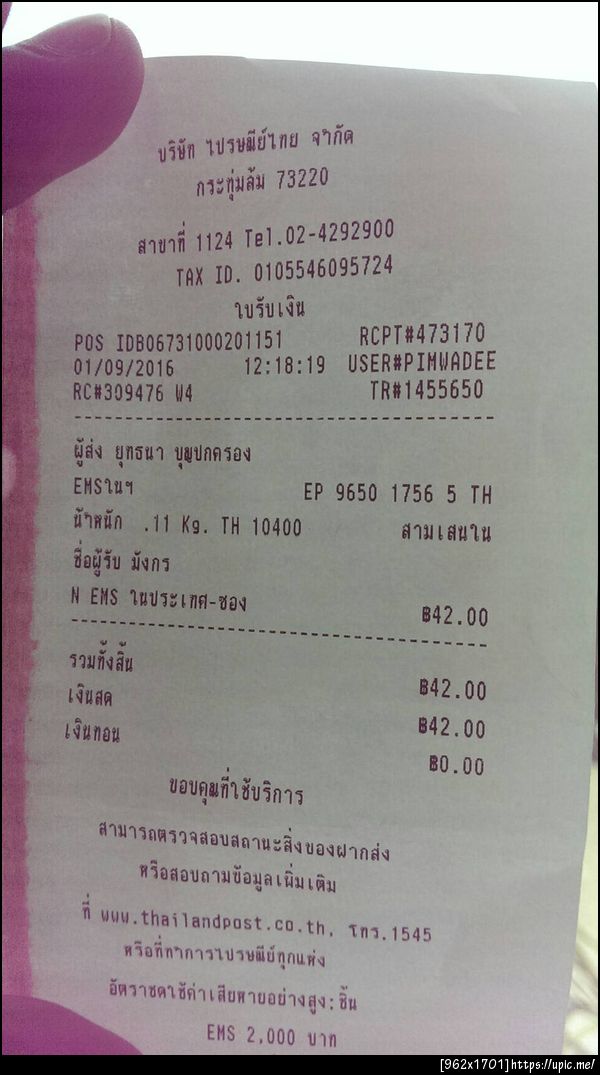 บริษัท ไปรษณีย์ไทย จำกัด
กระทุ่มล้ม 73220
สาขาที่ 1124 Tel.02-4292900
TAX ID. 0105546095724
ใบรับเงิน
POS IDB06731000201151 RCPT#473170
01/09/2016 12:18:19 USER#PIMWADEE
RC#309476 W4 TR#1455650
ผู้ส่ง ยุทธนา บุญปกครอง
EMSในฯ EP 9650 1756 5 TH
น้ำหนัก .11 Kg. TH 10400 สามเสนใน
ชื่อผู้รับ มังกร
N EMS ในประเทศ-ซอง ฿42.00
รวมทั้งสิ้น ฿42.00
เงินสด ฿42.00
เงินทอน ฿0.00
ขอบคุณที่ใช้บริการ
สามารถตรวจสอบสถานะสิ่งของฝากส่ง
หรือสอบถามข้อมูลเพิ่มเติม
ที่ www.thailandpost.co.th, โทร.1545
หรือที่ทำการไปรษณีย์ทุกแห่ง
อัตราชดใช้ค่าเสียหายอย่างสูง:ชิ้น
EMS 2,000 บาท
[962x1701]https://upic.me/